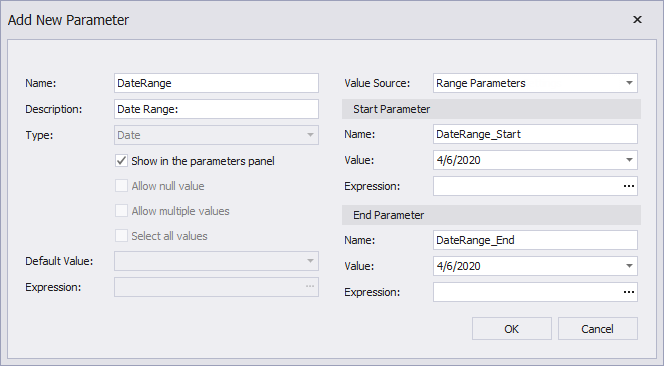 Add New Parameter
Name: DateRange
Description: Date Range:
Type: Date
Show in the parameters panel
Allow null value
Allow multiple values
Select all values
Default Value:
Expression: ...
Value Source: Range Parameters
Start Parameter
Name: DateRange_Start
Value: 4/6/2020
Expression: ...
End Parameter
Name: DateRange_End
Value: 4/6/2020
Expression: ...
OK Cancel